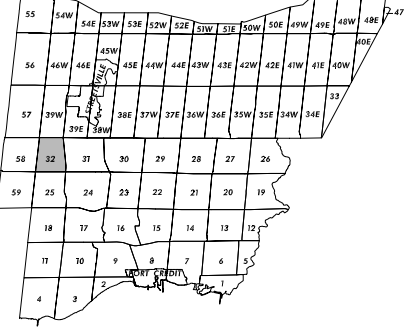 55 54W 54E 53W 53E 52W 52E 51W 51E 50W 50E 49W 49E 48W 48E 47
45W 40E
56 46W 46E 45E 44W 44E 43W 43E 42W 42E 41W 41E 40W
STREETSVILLE
33
57 39W 38E 37W 37E 36W 36E 35W 35E 34W 34E
39E 38W
58 32 31 30 29 28 27 26
59 25 24 23 22 21 20 19
18 17 16 15 14 13 12
11 10 9 8 7 6 5
PORT CREDIT
4 3 2 1